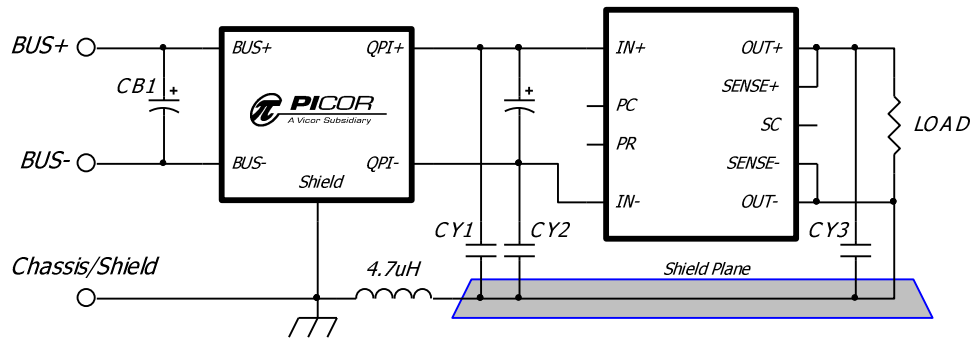 BUS+
BUS-
Chassis/Shield
CB1
+
BUS+
QPI+
PICOR
A Vicor Subsidiary
BUS-
QPI-
Shield
+
CY1
CY2
4.7uH
IN+
OUT+
SENSE+
PC
SC
PR
SENSE-
IN-
OUT-
LOAD
CY3
Shield Plane